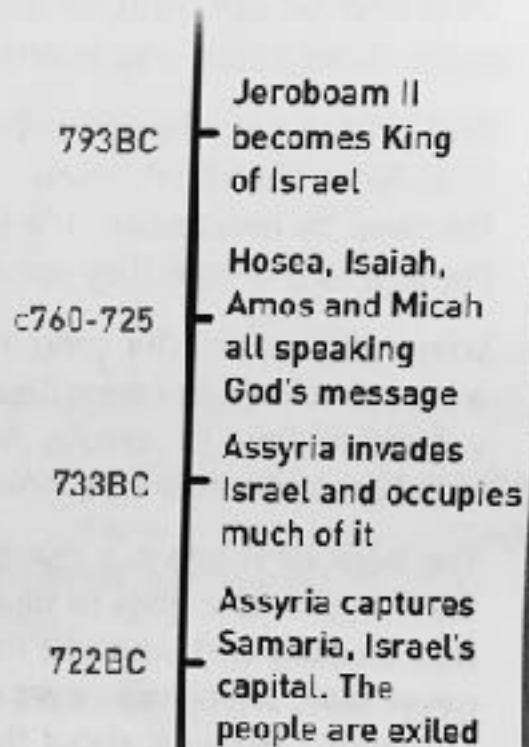 793BC
Jeroboam II
becomes King
of Israel
c760-725
Hosea, Isaiah,
Amos and Micah
all speaking
God's message
733BC
Assyria invades
Israel and occupies
much of it
722BC
Assyria captures
Samaria, Israel's
capital. The
people are exiled